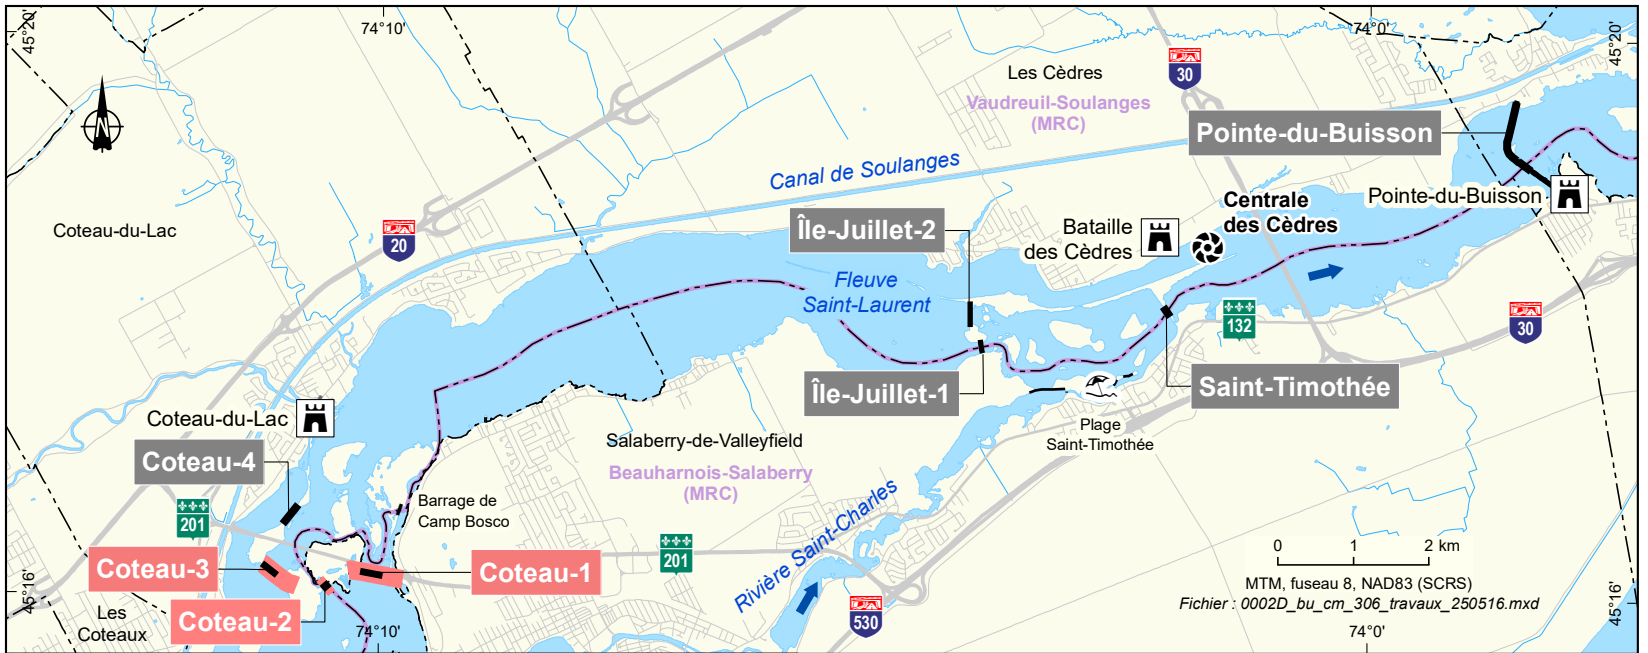 45°20'
74°10'
74°0'
45°20'
N
30
Les Cèdres
Vaudreuil-Soulanges
(MRC)
Pointe-du-Buisson
Canal de Soulanges
Coteau-du-Lac
20
Île-Juillet-2
Bataille
des Cèdres
Centrale
des Cèdres
Pointe-du-Buisson
Fleuve
Saint-Laurent
132
30
Île-Juillet-1
Saint-Timothée
Plage
Saint-Timothée
Coteau-du-Lac
Coteau-4
Salaberry-de-Valleyfield
Beauharnois-Salaberry
(MRC)
Barrage de
Camp Bosco
201
201
Rivière Saint-Charles
Coteau-3
Coteau-1
Coteau-2
Les
Coteaux
530
0 1 2 km
MTM, fuseau 8, NAD83 (SCRS)
Fichier : 0002D_bu_cm_306_travaux_250516.mxd
45°16'
74°10'
74°0'
45°16'